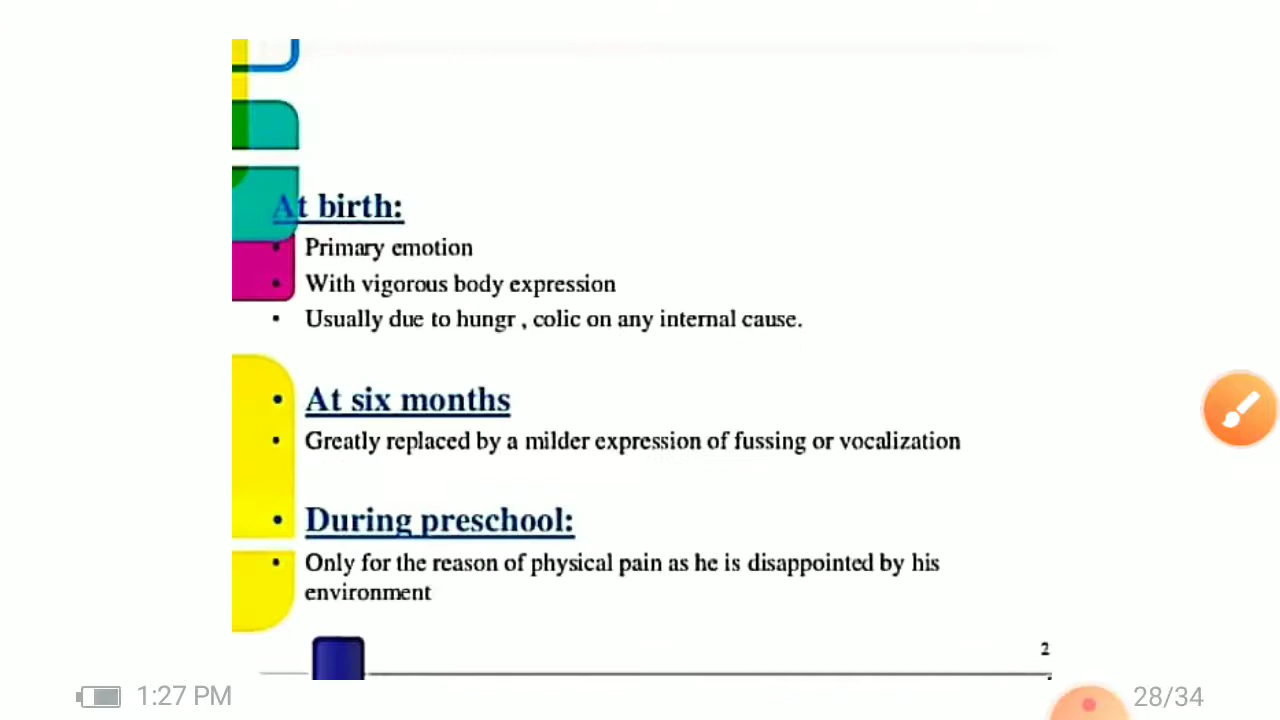 At birth:
• Primary emotion
• With vigorous body expression
• Usually due to hungr , colic on any internal cause.
• At six months
• Greatly replaced by a milder expression of fussing or vocalization
• During preschool:
• Only for the reason of physical pain as he is disappointed by his
environment
2
1:27 PM
28/34